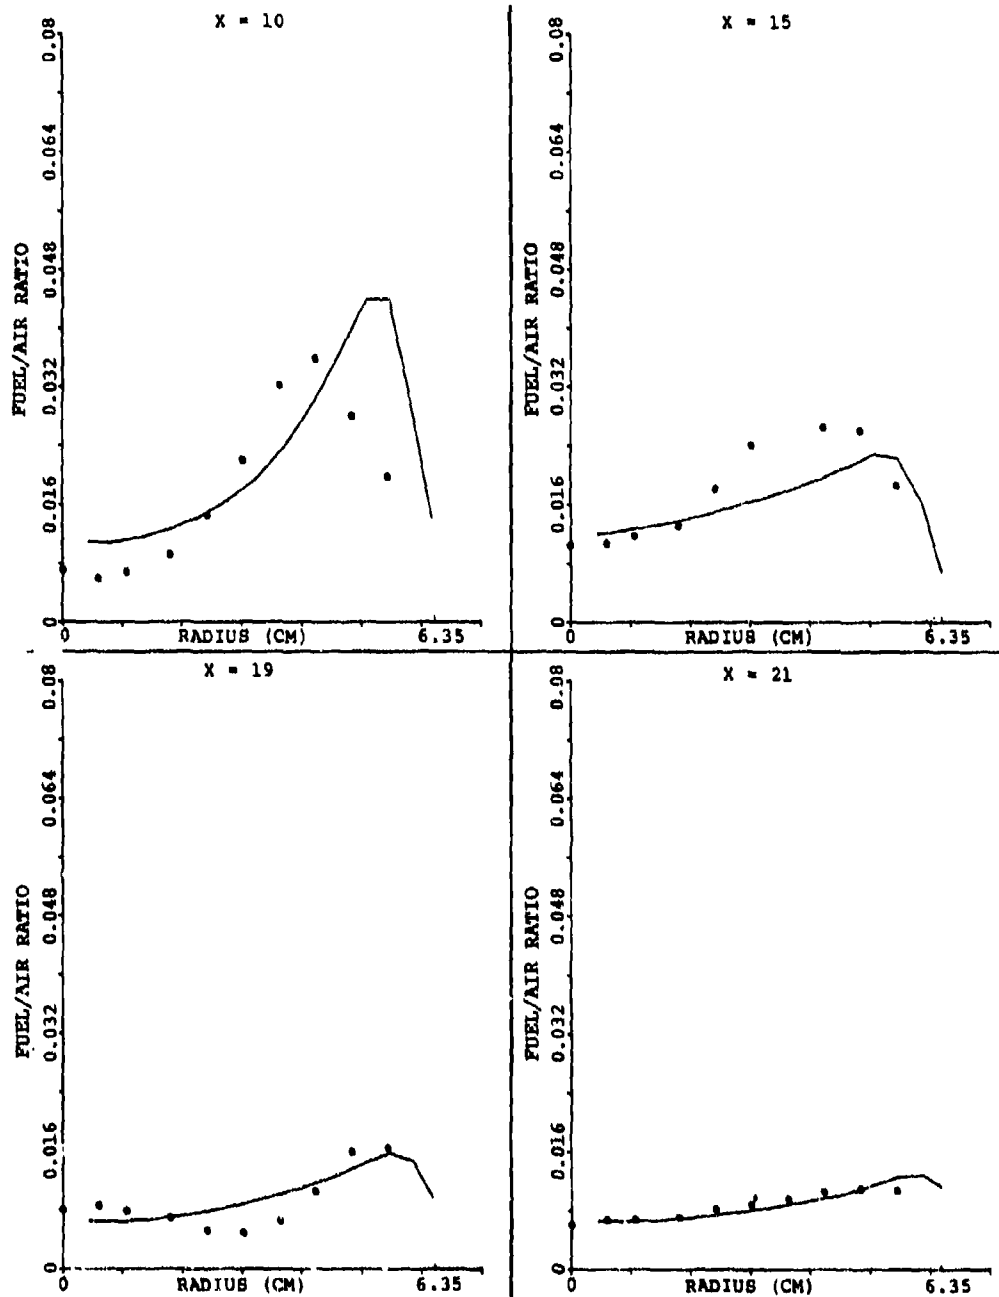 X = 10
0.08
0.064
0.048
0.032
0.016
0
FUEL/AIR RATIO
0
RADIUS (CM)
6.35
X = 15
0.08
0.064
0.048
0.032
0.016
0
FUEL/AIR RATIO
0
RADIUS (CM)
6.35
X = 19
0.08
0.064
0.048
0.032
0.016
0
FUEL/AIR RATIO
0
RADIUS (CM)
6.35
X = 21
0.08
0.064
0.048
0.032
0.016
0
FUEL/AIR RATIO
0
RADIUS (CM)
6.35